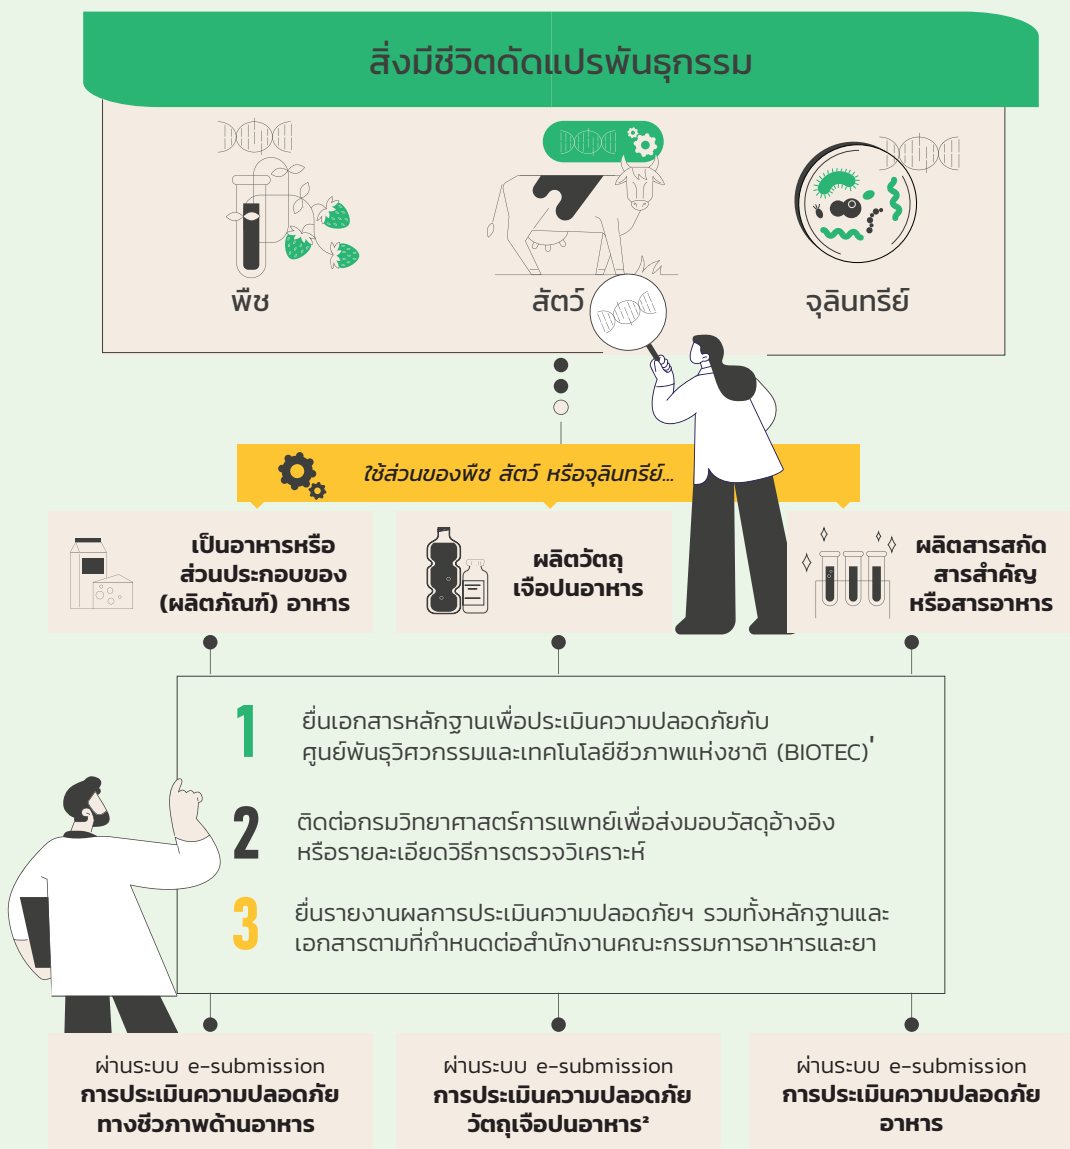 สิ่งมีชีวิตดัดแปรพันธุกรรม
พืช
สัตว์
จุลินทรีย์
ใช้ส่วนของพืช สัตว์ หรือจุลินทรีย์...
เป็นอาหารหรือ
ส่วนประกอบของ
(ผลิตภัณฑ์) อาหาร
ผลิตวัตถุ
เจือปนอาหาร
ผลิตสารสกัด
สารสำคัญ
หรือสารอาหาร
1
ยื่นเอกสารหลักฐานเพื่อประเมินความปลอดภัยกับ
ศูนย์พันธุวิศวกรรมและเทคโนโลยีชีวภาพแห่งชาติ (BIOTEC)'
2
ติดต่อกรมวิทยาศาสตร์การแพทย์เพื่อส่งมอบวัสดุอ้างอิง
หรือรายละเอียดวิธีการตรวจวิเคราะห์
3
ยื่นรายงานผลการประเมินความปลอดภัยฯ รวมทั้งหลักฐานและ
เอกสารตามที่กำหนดต่อสำนักงานคณะกรรมการอาหารและยา
ผ่านระบบ e-submission
การประเมินความปลอดภัย
ทางชีวภาพด้านอาหาร
ผ่านระบบ e-submission
การประเมินความปลอดภัย
วัตถุเจือปนอาหาร²
ผ่านระบบ e-submission
การประเมินความปลอดภัย
อาหาร